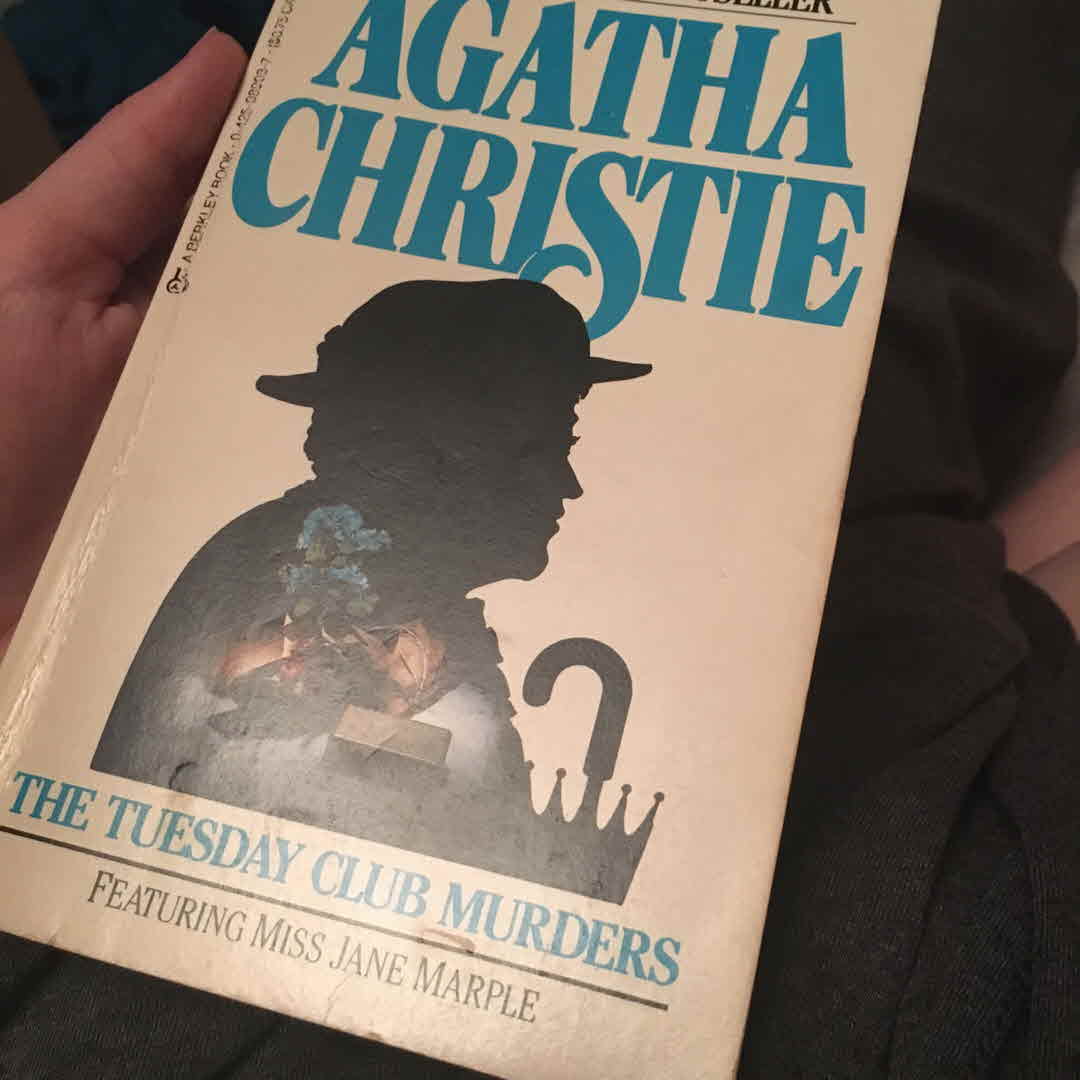 AGATHA
CHRISTIE
THE TUESDAY CLUB MURDERS
FEATURING MISS JANE MARPLE
A BERKLEY BOOK